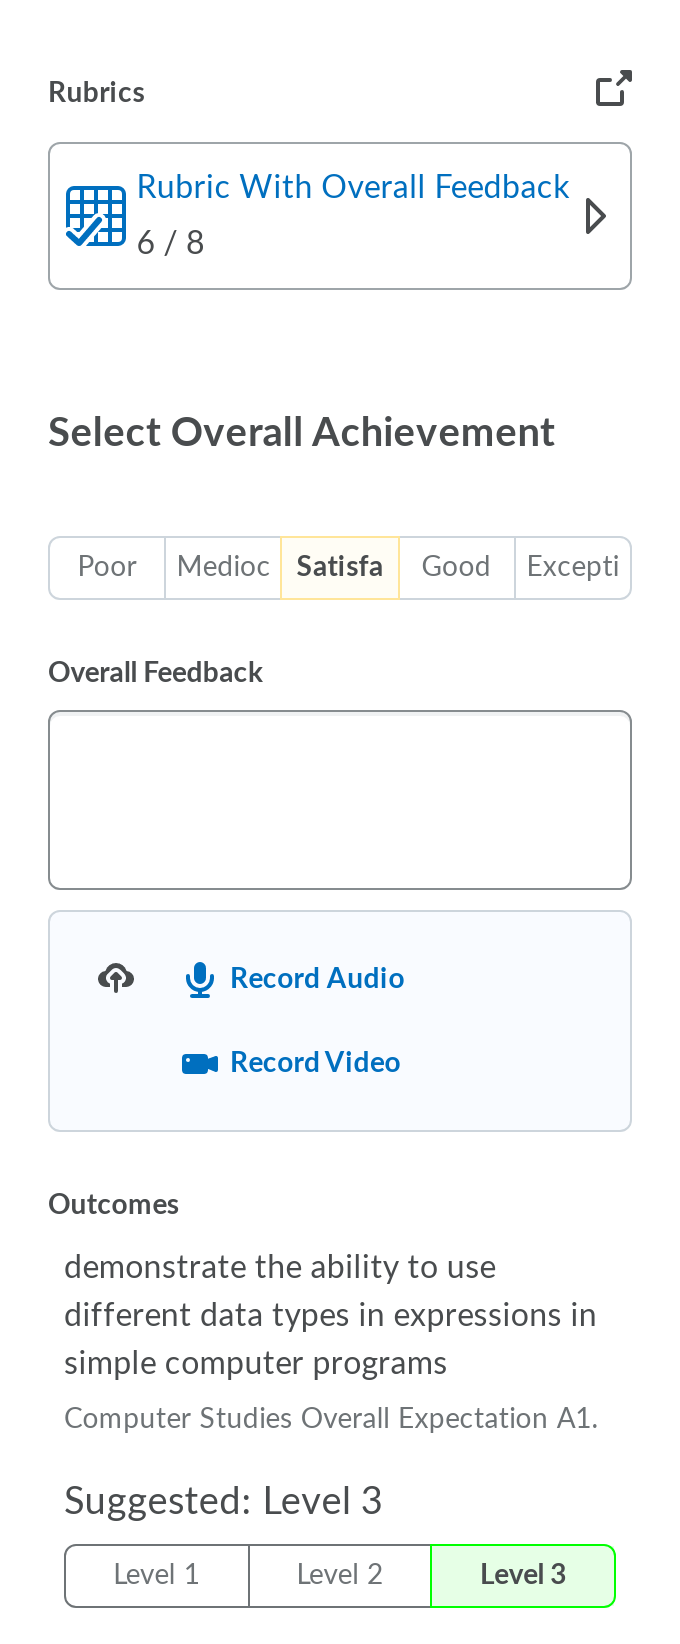 Rubrics
Rubric With Overall Feedback
6 / 8
Select Overall Achievement
Poor Medioc Satisfa Good Excepti
Overall Feedback
Record Audio
Record Video
Outcomes
demonstrate the ability to use
different data types in expressions in
simple computer programs
Computer Studies Overall Expectation A1.
Suggested: Level 3
Level 1 Level 2 Level 3